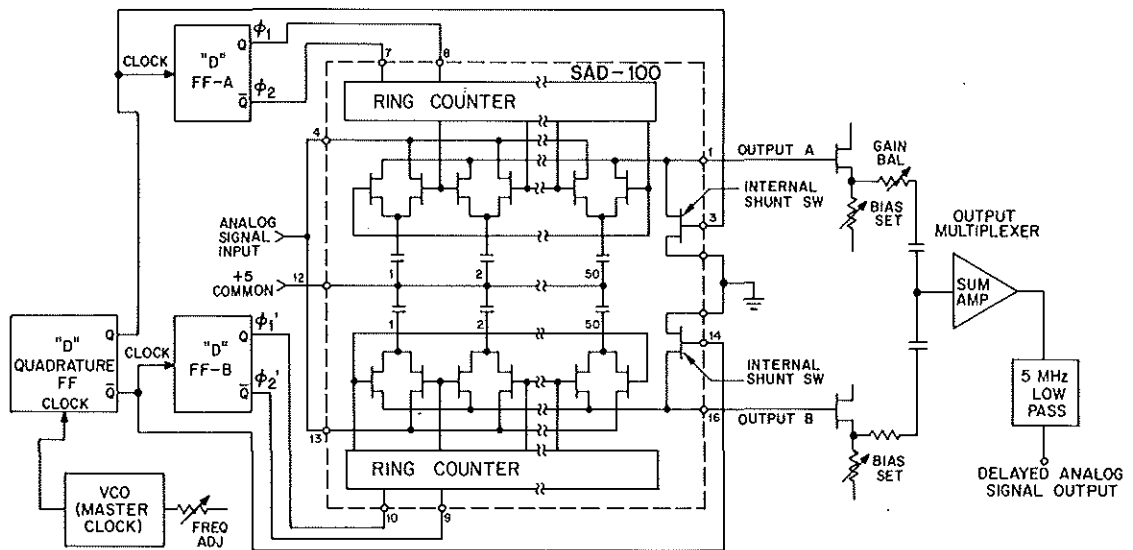 ϕ1
CLOCK
"D"
FF-A
Q
Q̅
ϕ2
7
8
SAD-100
RING COUNTER
4
1
OUTPUT A
GAIN
BAL
BIAS
SET
INTERNAL
SHUNT SW
3
ANALOG
SIGNAL
INPUT
+5
COMMON
12
1
2
50
OUTPUT
MULTIPLEXER
SUM
AMP
1
2
50
14
INTERNAL
SHUNT SW
"D"
QUADRATURE
FF
CLOCK
Q
Q̅
CLOCK
"D"
FF-B
Q
Q̅
ϕ1'
ϕ2'
13
16
OUTPUT B
BIAS
SET
5 MHz
LOW
PASS
DELAYED ANALOG
SIGNAL OUTPUT
RING COUNTER
10
9
VCO
(MASTER
CLOCK)
FREQ
ADJ